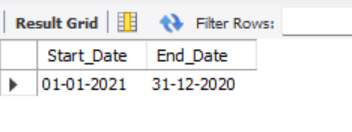 Result Grid Filter Rows:
Start_Date End_Date
01-01-2021 31-12-2020